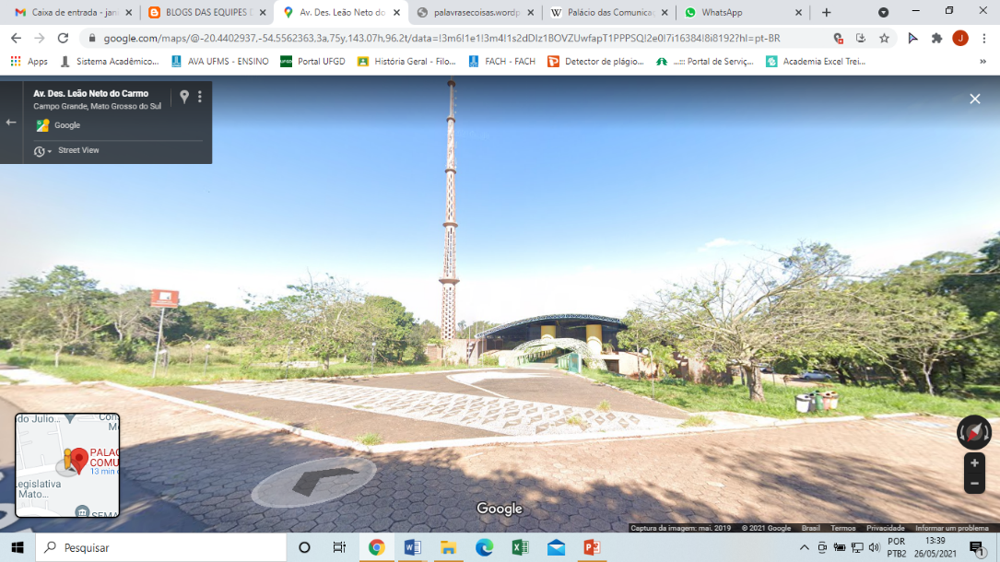 Caixa de entrada - jan
BLOGS DAS EQUIPES D
Av. Des. Leão Neto do
palavrasecoisas.wordp
Palácio das Comunicaç
WhatsApp
google.com/maps/@-20.4402937,-54.5562363,3a,75y,143.07h,96.2t/data=!3m6!1e1!3m4!1s2dDIz1BOVZUwfapT1PPPSQ!2e0!7i16384!8i8192?hl=pt-BR
Apps
Sistema Acadêmico...
AVA UFMS - ENSINO
Portal UFGD
História Geral - Filo...
FACH - FACH
Detector de plágio...
...::: Portal de Serviç...
Academia Excel Trei...
Av. Des. Leão Neto do Carmo
Campo Grande, Mato Grosso do Sul
Google
Street View
do Julio...
PALÁC
COMU
13 min
egislativa
Mato...
SEMA
Google
Captura da imagem: mai. 2019 © 2021 Google Brasil Termos Privacidade Informar um problema
Pesquisar
POR
PTB2
13:39
26/05/2021